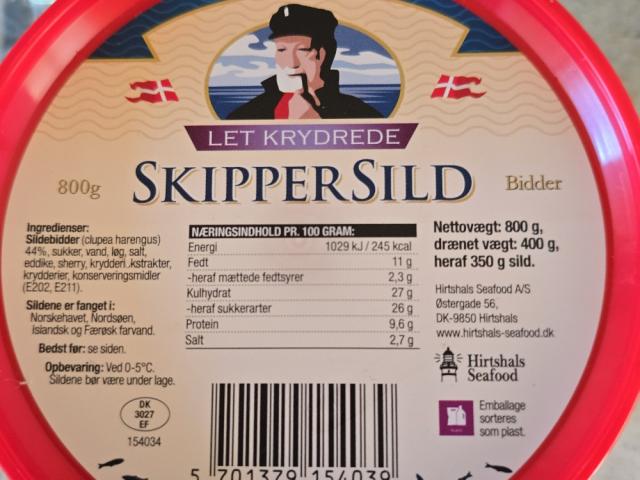 LET KRYDREDE
800g SKIPPERSILD Bidder
Ingredienser:
Sildebidder (clupea harengus)
44%, sukker, vand, løg, salt,
eddike, sherry, krydderi
krydderier, konserveringsmidler
(E202, E211).
Sildene er fanget i:
Norskehavet, Nordsøen,
Islandsk og Færøsk farvand.
Bedst før: se siden.
Opbevaring: Ved 0-5°C.
Sildene bør være under lage.
DK
3027
EF
154034
NÆRINGSINDHOLD PR. 100 GRAM:
Energi 1029 kJ / 245 kcal
Fedt 11 g
-heraf mættede fedtsyrer 2,3 g
Kulhydrat 27 g
-heraf sukkerarter 26 g
Protein 9,6 g
Salt 2,7 g
5 701379 154039
Nettovægt: 800 g,
drænet vægt: 400 g,
heraf 350 g sild.
Hirtshals Seafood A/S
Østergade 56,
DK-9850 Hirtshals
www.hirtshals-seafood.dk
Hirtshals
Seafood
Emballage
sorteres
som plast.